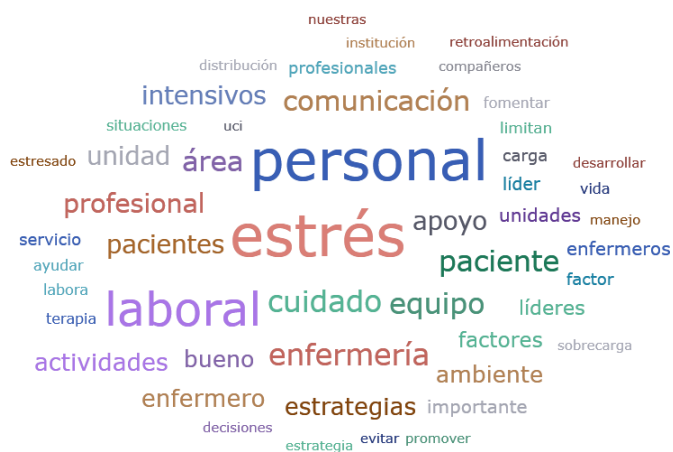 nuestras
institución retroalimentación
distribución profesionales compañeros
intensivos comunicación fomentar
situaciones uci personal limitan
estresado unidad área carga desarrollar
líder vida
profesional apoyo unidades manejo
servicio pacientes estrés paciente enfermeros
ayudar factor
labora laboral cuidado equipo líderes
terapia
factores sobrecarga
actividades bueno enfermería ambiente
enfermero estrategias importante
decisiones evitar promover
estrategia